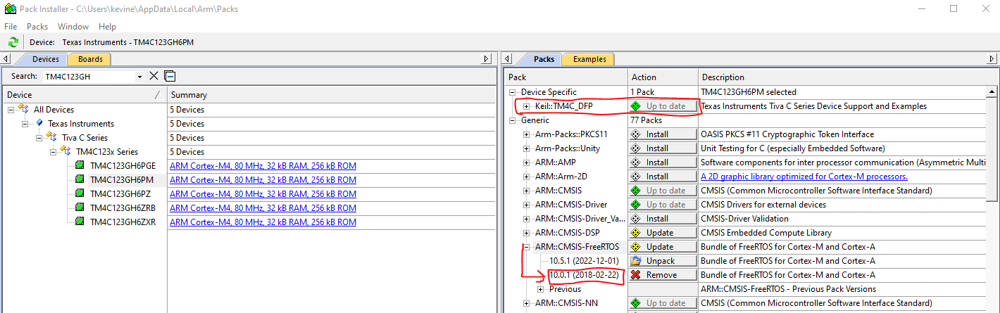 Pack Installer - C:\Users\kevine\AppData\Local\Arm\Packs
File Packs Window Help
Device: Texas Instruments - TM4C123GH6PM
Devices Boards
Search: TM4C123GH
Device Summary
All Devices 5 Devices
Texas Instruments 5 Devices
Tiva C Series 5 Devices
TM4C123x Series 5 Devices
TM4C123GH6PGE ARM Cortex-M4, 80 MHz, 32 kB RAM, 256 kB ROM
TM4C123GH6PM ARM Cortex-M4, 80 MHz, 32 kB RAM, 256 kB ROM
TM4C123GH6PZ ARM Cortex-M4, 80 MHz, 32 kB RAM, 256 kB ROM
TM4C123GH6ZRB ARM Cortex-M4, 80 MHz, 32 kB RAM, 256 kB ROM
TM4C123GH6ZXR ARM Cortex-M4, 80 MHz, 32 kB RAM, 256 kB ROM
Packs Examples
Pack Action Description
Device Specific 1 Pack TM4C123GH6PM selected
Keil::TM4C_DFP Up to date Texas Instruments Tiva C Series Device Support and Examples
Generic 77 Packs
Arm-Packs::PKCS11 Install OASIS PKCS #11 Cryptographic Token Interface
Arm-Packs::Unity Install Unit Testing for C (especially Embedded Software)
ARM::AMP Install Software components for inter processor communication (Asymmetric Multi
ARM::Arm-2D Install A 2D graphic library optimized for Cortex-M processors.
ARM::CMSIS Up to date CMSIS (Common Microcontroller Software Interface Standard)
ARM::CMSIS-Driver Up to date CMSIS Drivers for external devices
ARM::CMSIS-Driver_Va... Install CMSIS-Driver Validation
ARM::CMSIS-DSP Update CMSIS Embedded Compute Library
ARM::CMSIS-FreeRTOS Update Bundle of FreeRTOS for Cortex-M and Cortex-A
10.5.1 (2022-12-01) Unpack Bundle of FreeRTOS for Cortex-M and Cortex-A
10.0.1 (2018-02-22) Remove Bundle of FreeRTOS for Cortex-M and Cortex-A
Previous ARM::CMSIS-FreeRTOS - Previous Pack Versions
ARM::CMSIS-NN Up to date CMSIS (Common Microcontroller Software Interface Standard)